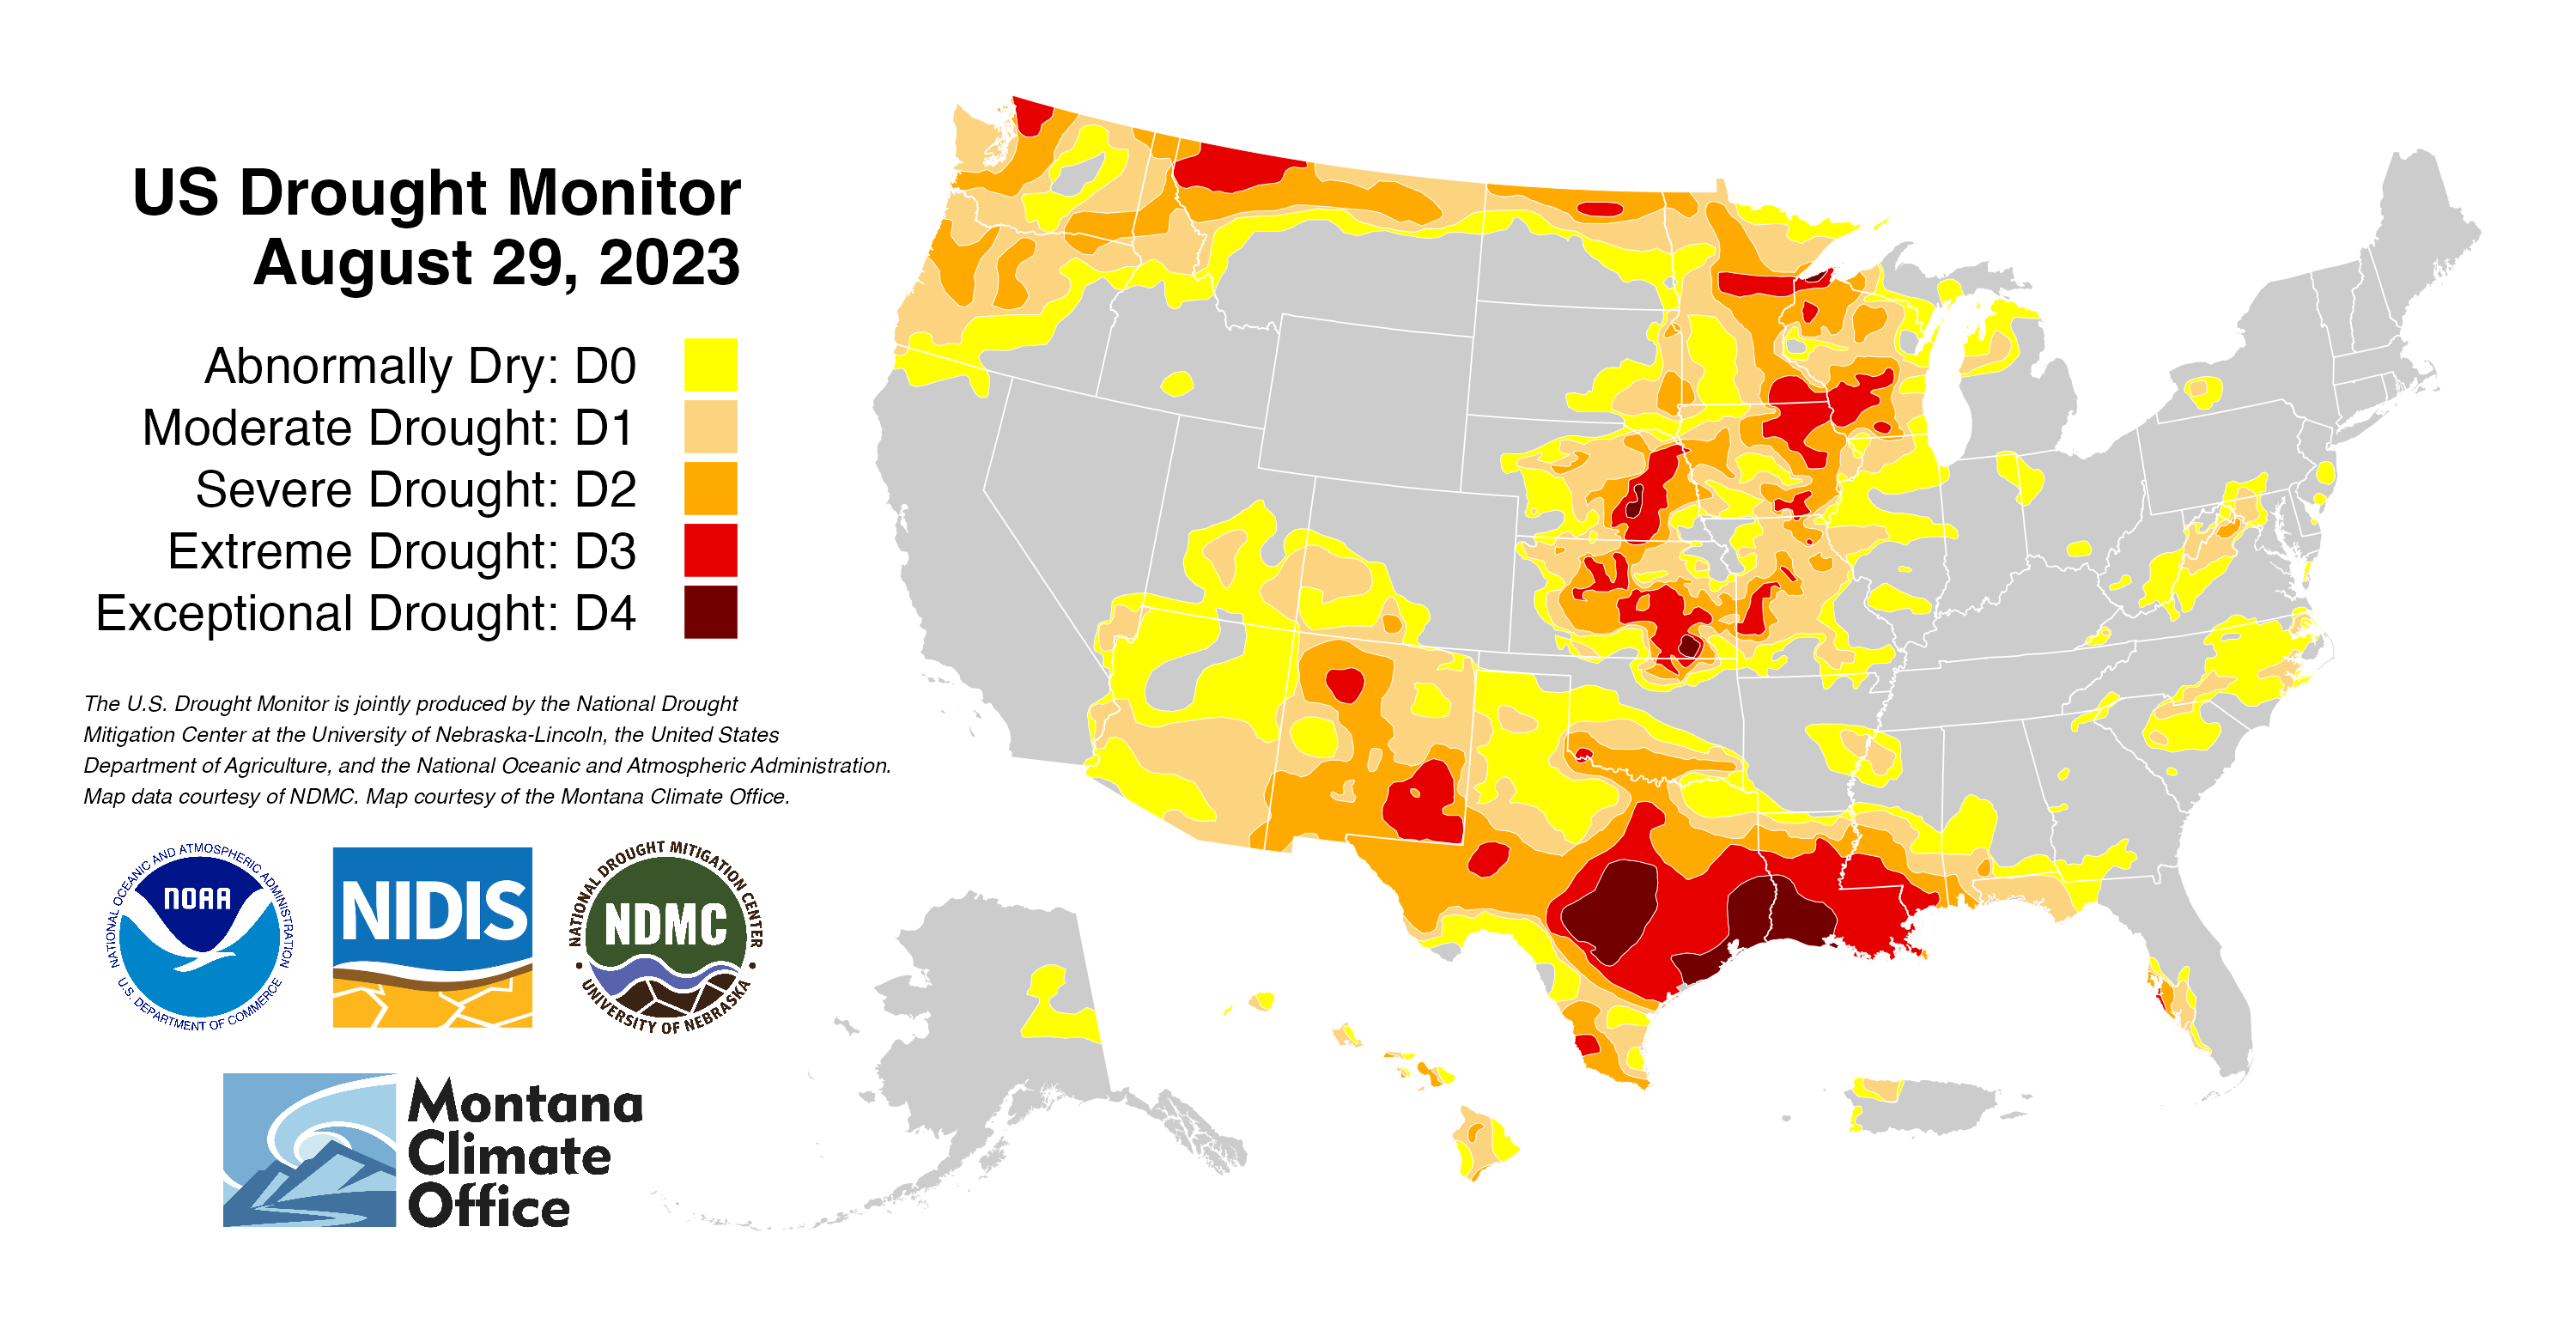 US Drought Monitor
August 29, 2023
Abnormally Dry: D0
Moderate Drought: D1
Severe Drought: D2
Extreme Drought: D3
Exceptional Drought: D4
The U.S. Drought Monitor is jointly produced by the National Drought
Mitigation Center at the University of Nebraska-Lincoln, the United States
Department of Agriculture, and the National Oceanic and Atmospheric Administration.
Map data courtesy of NDMC. Map courtesy of the Montana Climate Office.
NATIONAL OCEANIC AND ATMOSPHERIC ADMINISTRATION
NOAA
U.S. DEPARTMENT OF COMMERCE
NIDIS
NATIONAL DROUGHT MITIGATION CENTER
NDMC
UNIVERSITY OF NEBRASKA
Montana
Climate
Office